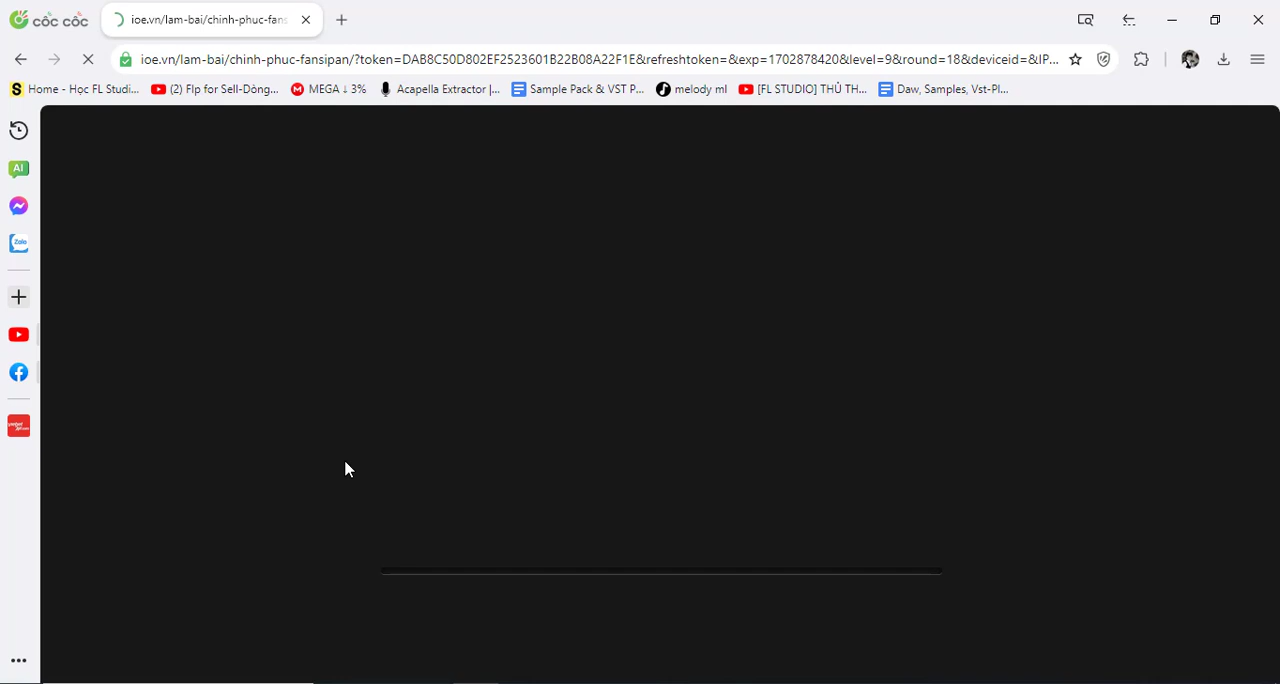 cốc cốc
ioe.vn/lam-bai/chinh-phuc-fans
ioe.vn/lam-bai/chinh-phuc-fansipan/?token=DAB8C50D802EF2523601B22B08A22F1E&refreshtoken=&exp=1702878420&level=9&round=18&deviceid=&IP...
Home - Học FL Studi...
(2) Flp for Sell-Dòng...
MEGA ↓ 3%
Acapella Extractor |...
Sample Pack & VST P...
melody ml
[FL STUDIO] THỦ TH...
Daw, Samples, Vst-Pl...
AI
Zalo